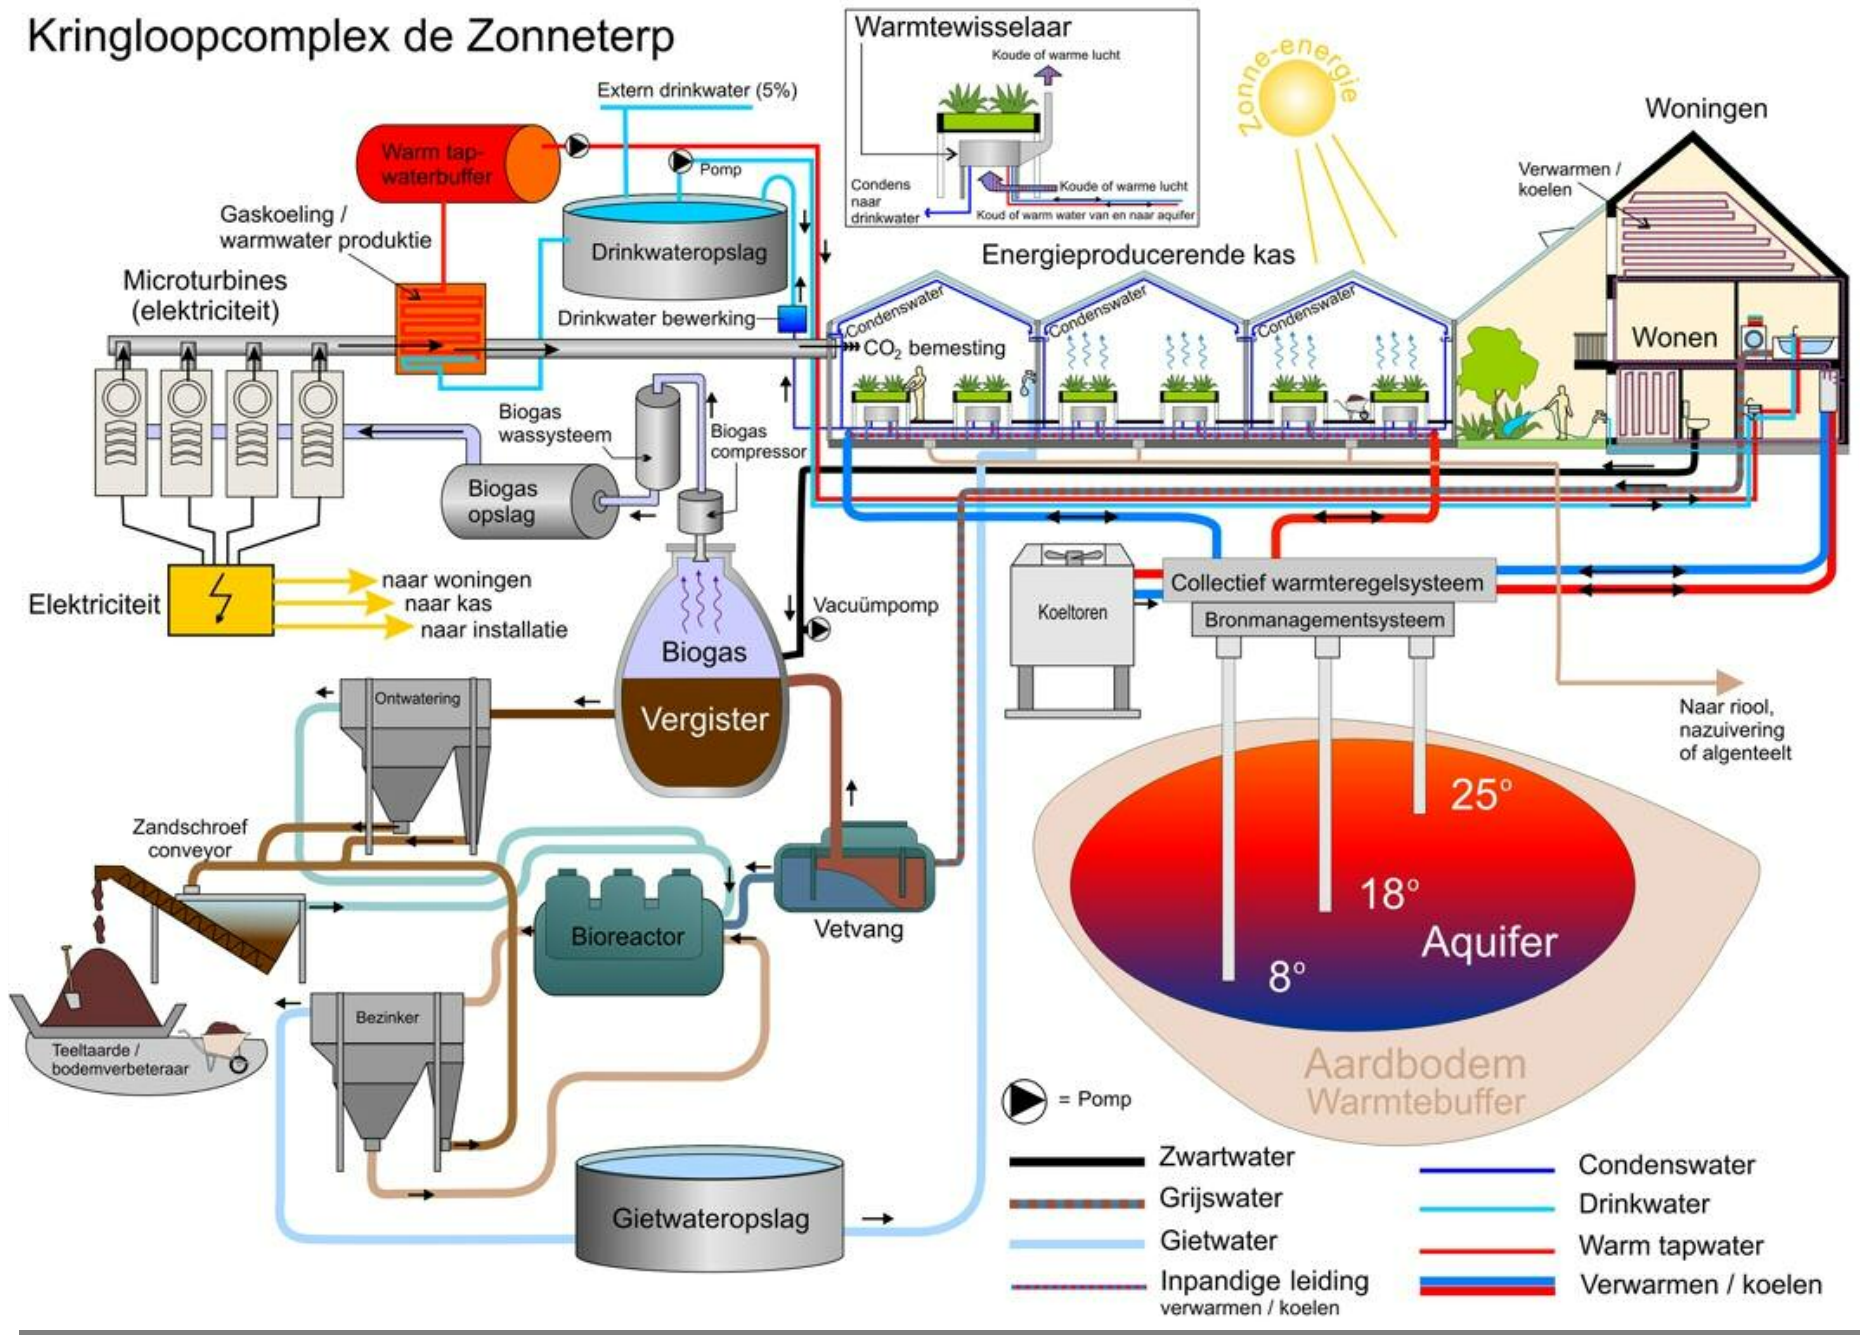 Kringloopcomplex de Zonneterp
Warmtewisselaar
Koude of warme lucht
Condens
naar
drinkwater
Koude of warme lucht
Koud of warm water van en naar aquifer
Zonne-energie
Woningen
Verwarmen /
koelen
Extern drinkwater (5%)
Warm tap-
waterbuffer
Pomp
Gaskoeling /
warmwater produktie
Drinkwateropslag
Microturbines
(elektriciteit)
Drinkwater bewerking
Energieproducerende kas
Condenswater
Condenswater
Condenswater
CO₂ bemesting
Wonen
Biogas
wassysteem
Biogas
compressor
Biogas
opslag
Elektriciteit
naar woningen
naar kas
naar installatie
Vacuümpomp
Biogas
Vergister
Koeltoren
Collectief warmteregelsysteem
Bronmanagementsysteem
Naar riool,
nazuivering
of algenteelt
Ontwatering
Zandschroef
conveyor
Bioreactor
Vetvang
25°
18°
Aquifer
8°
Aardbodem
Warmtebuffer
Bezinker
Teeltaarde /
bodemverbeteraar
Gietwateropslag
= Pomp
Zwartwater
Grijswater
Gietwater
Inpandige leiding
verwarmen / koelen
Condenswater
Drinkwater
Warm tapwater
Verwarmen / koelen